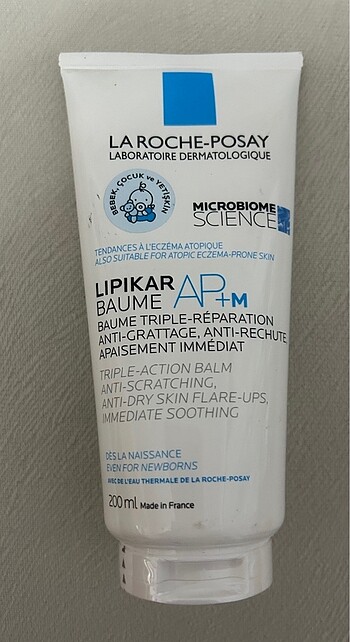 LA ROCHE-POSAY
LABORATOIRE DERMATOLOGIQUE
BEBEK, ÇOCUK ve YETİŞKİN
MICROBIOME
SCIENCE
TENDANCES À L'ECZÉMA ATOPIQUE
ALSO SUITABLE FOR ATOPIC ECZEMA-PRONE SKIN
LIPIKAR
BAUME AP+M
BAUME TRIPLE-RÉPARATION
ANTI-GRATTAGE, ANTI-RECHUTE
APAISEMENT IMMÉDIAT
TRIPLE-ACTION BALM
ANTI-SCRATCHING,
ANTI-DRY SKIN FLARE-UPS,
IMMEDIATE SOOTHING
DÈS LA NAISSANCE
EVEN FOR NEWBORNS
AVEC DE L'EAU THERMALE DE LA ROCHE-POSAY
200 ml Made in France